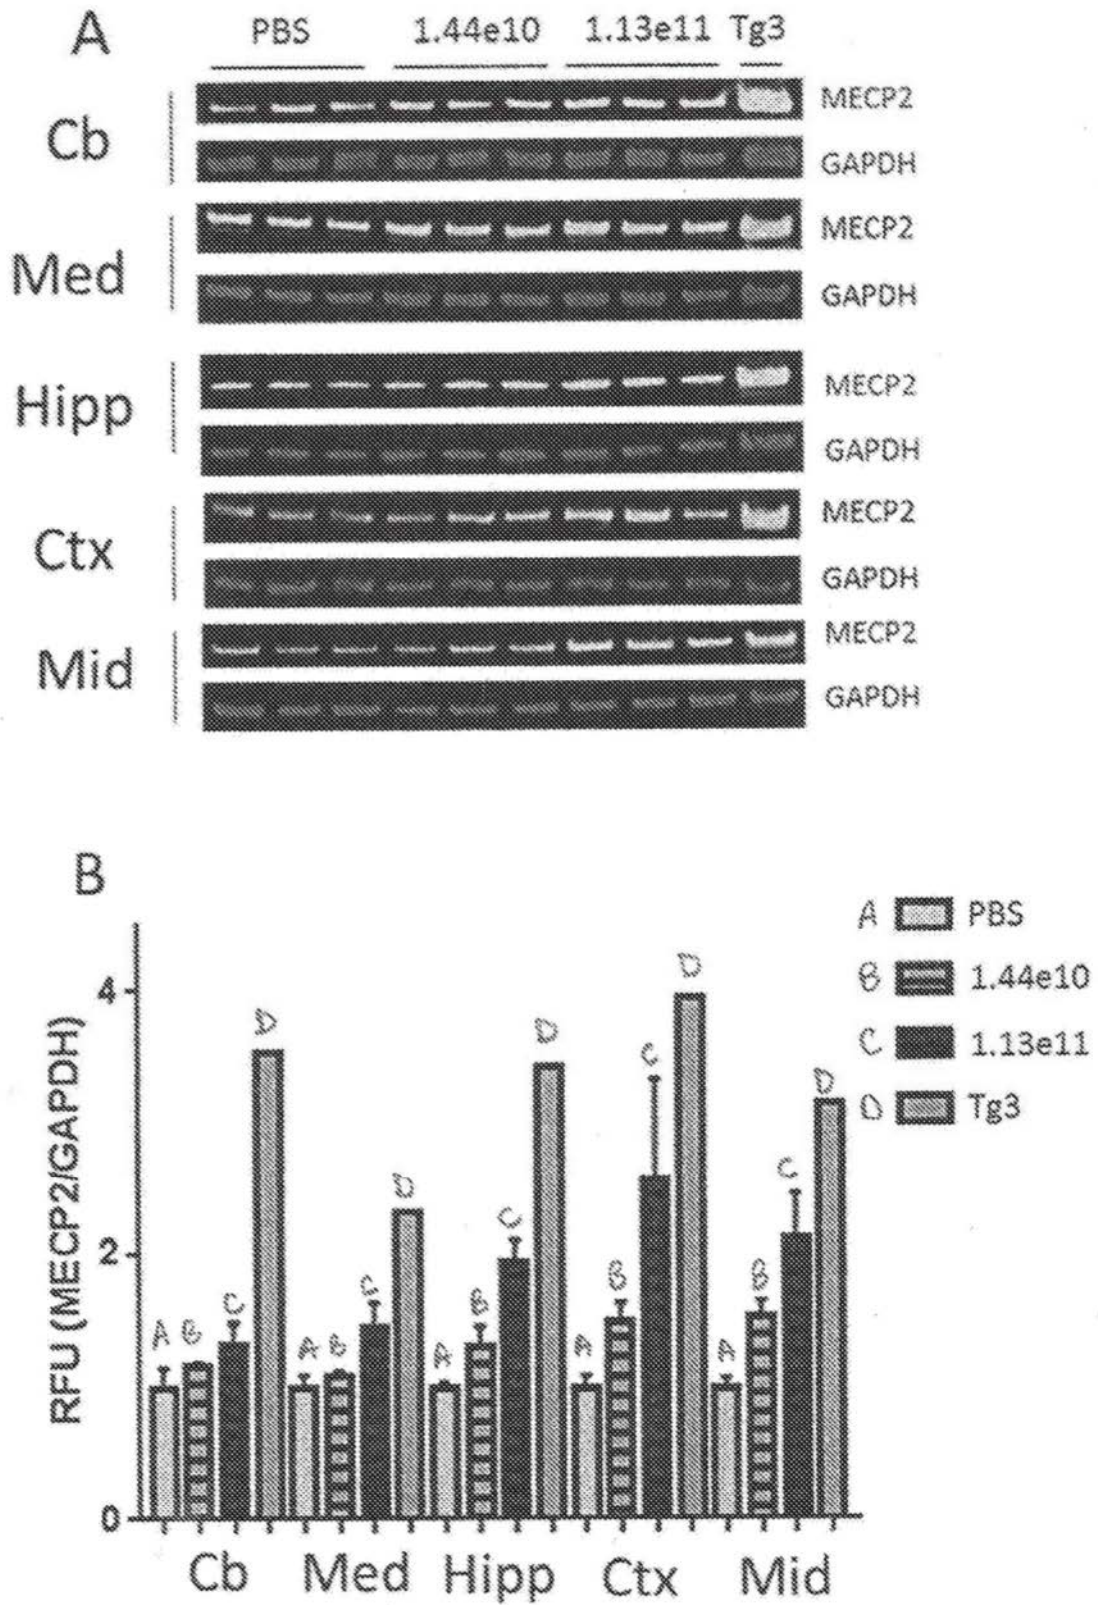 A
PBS 1.44e10 1.13e11 Tg3
Cb
MECP2
GAPDH
Med
MECP2
GAPDH
Hipp
MECP2
GAPDH
Ctx
MECP2
GAPDH
Mid
MECP2
GAPDH
B
RFU (MECP2/GAPDH)
4
2
0
A PBS
B 1.44e10
C 1.13e11
D Tg3
A B C D
A B C D
A B C D
A B C D
A B C D
Cb Med Hipp Ctx Mid